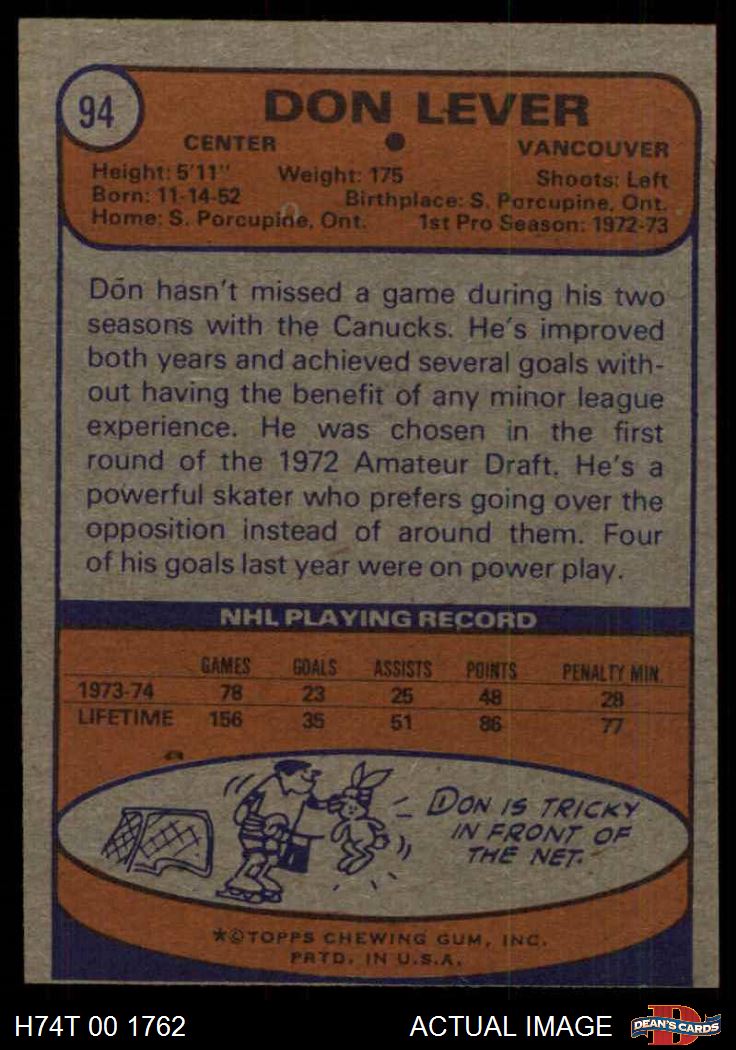 94
DON LEVER
CENTER ● VANCOUVER
Height: 5'11" Weight: 175 Shoots: Left
Born: 11-14-52 Birthplace: S. Porcupine, Ont.
Home: S. Porcupine, Ont. 1st Pro Season: 1972-73
Don hasn't missed a game during his two
seasons with the Canucks. He's improved
both years and achieved several goals with-
out having the benefit of any minor league
experience. He was chosen in the first
round of the 1972 Amateur Draft. He's a
powerful skater who prefers going over the
opposition instead of around them. Four
of his goals last year were on power play.
NHL PLAYING RECORD
GAMES GOALS ASSISTS POINTS PENALTY MIN.
1973-74 78 23 25 48 28
LIFETIME 156 35 51 86 77
DON IS TRICKY
IN FRONT OF
THE NET.
*©TOPPS CHEWING GUM, INC.
PRTD. IN U.S.A.
H74T 00 1762 ACTUAL IMAGE DEAN'S CARDS